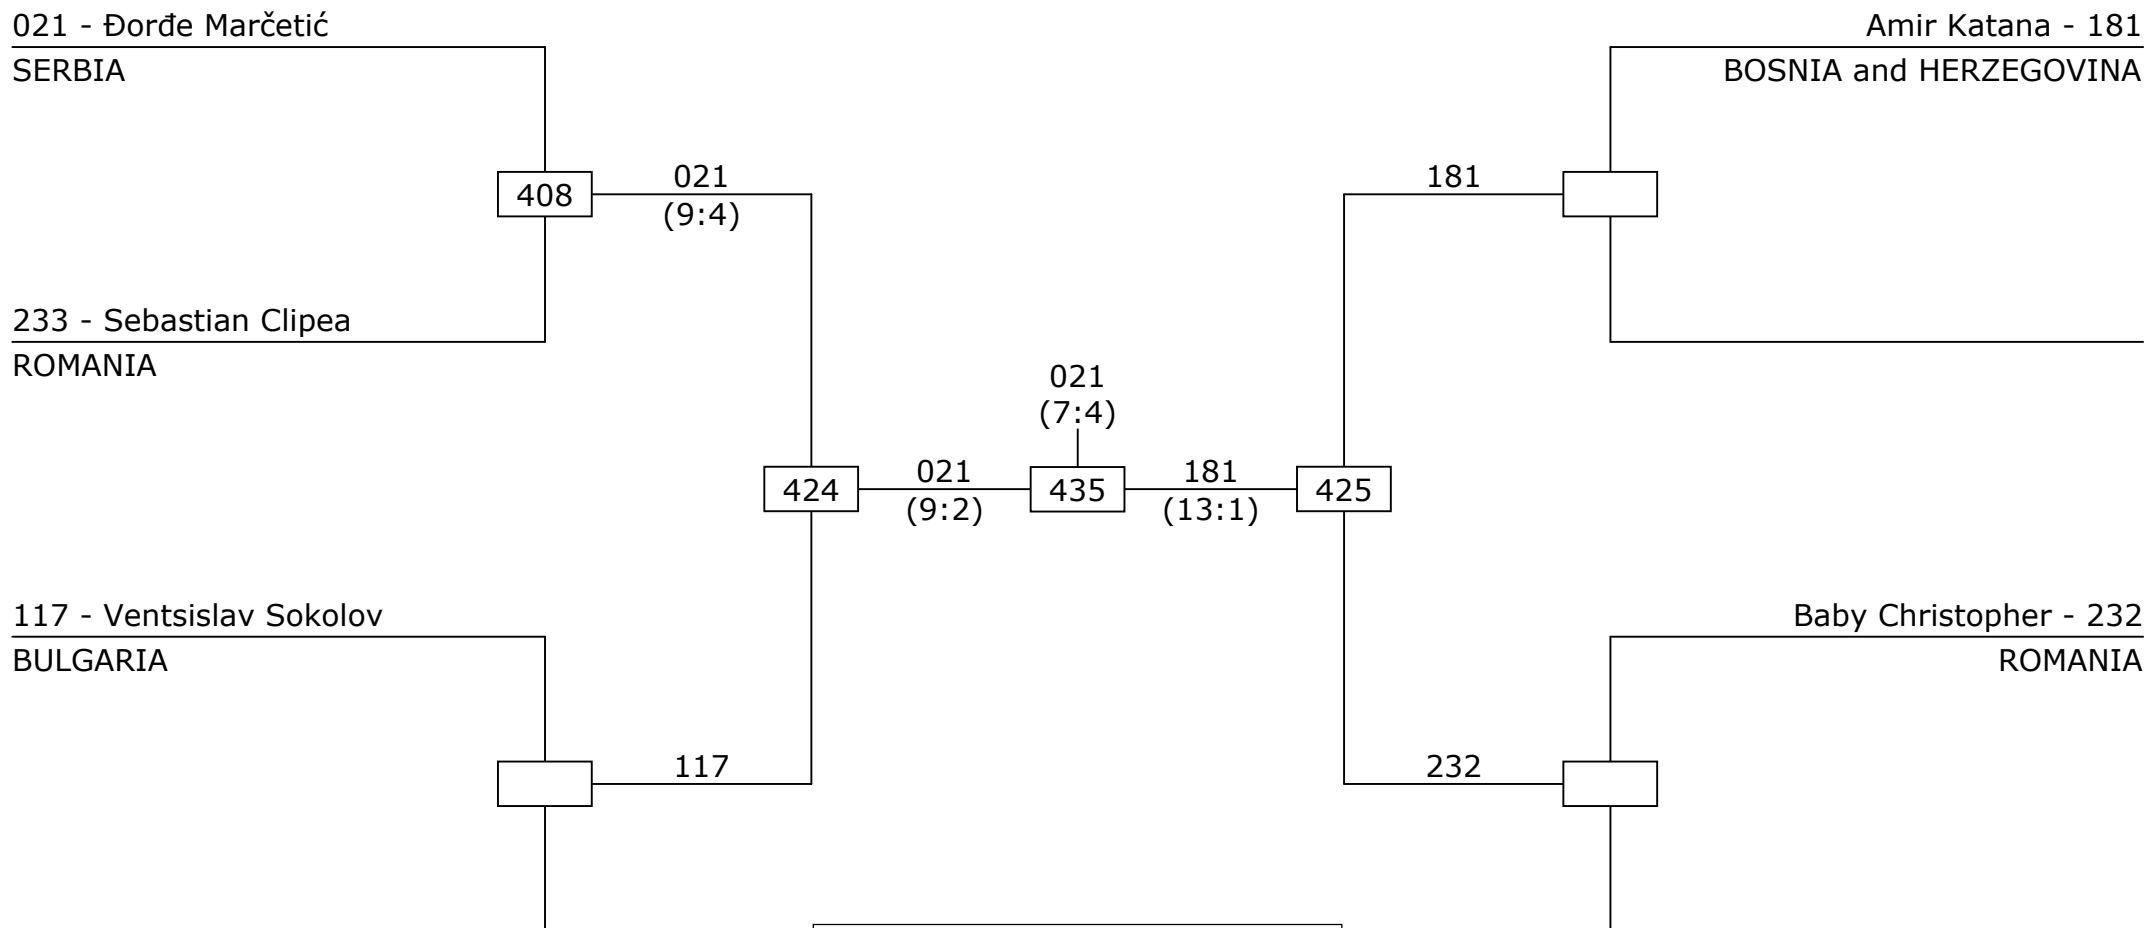 021 - Đorđe Marčetić
SERBIA
Amir Katana - 181
BOSNIA and HERZEGOVINA
408
021
(9:4)
181
233 - Sebastian Clipea
ROMANIA
021
(7:4)
424
021
(9:2)
435
181
(13:1)
425
117 - Ventsislav Sokolov
BULGARIA
Baby Christopher - 232
ROMANIA
117
232